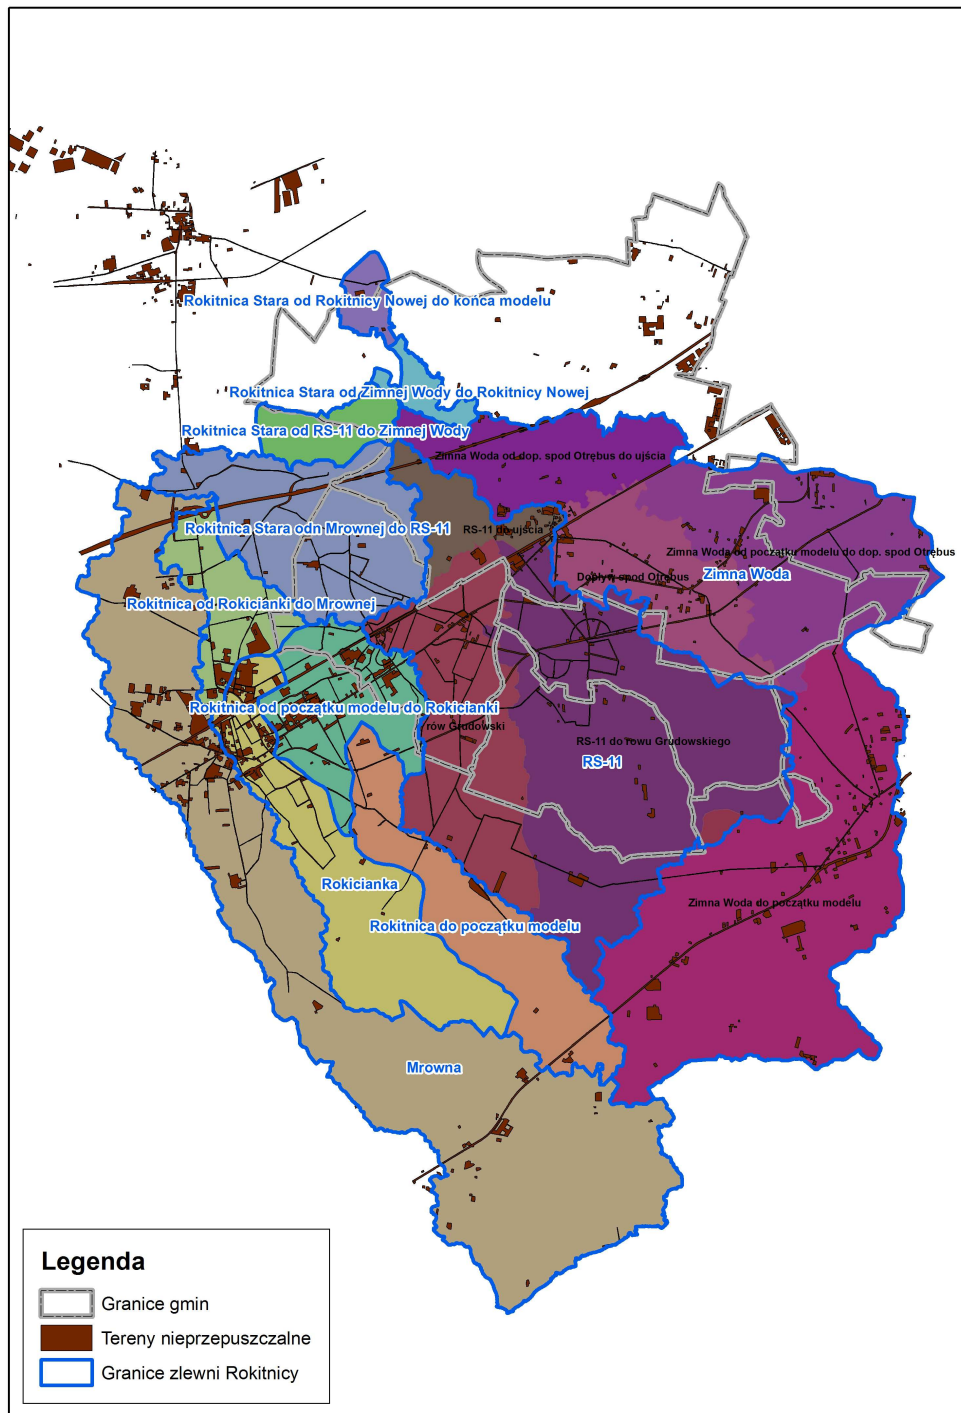 Rokitnica Stara od Rokitnicy Nowej do końca modelu
Rokitnica Stara od Zimnej Wody do Rokitnicy Nowej
Rokitnica Stara od RS-11 do Zimnej Wody
Zimna Woda od dop. spod Otrębus do ujścia
Rokitnica Stara odn Mrownej do RS-11
RS-11 do ujścia
Zimna Woda od początku modelu do dop. spod Otrębus
Dopływ spod Otrębus
Zimna Woda
Rokitnica od Rokicianki do Mrownej
Rokitnica od początku modelu do Rokicianki
rów Grudowski
RS-11 do rowu Grudowskiego
RS-11
Rokicianka
Zimna Woda do początku modelu
Rokitnica do początku modelu
Mrowna
Legenda
Granice gmin
Tereny nieprzepuszczalne
Granice zlewni Rokitnicy